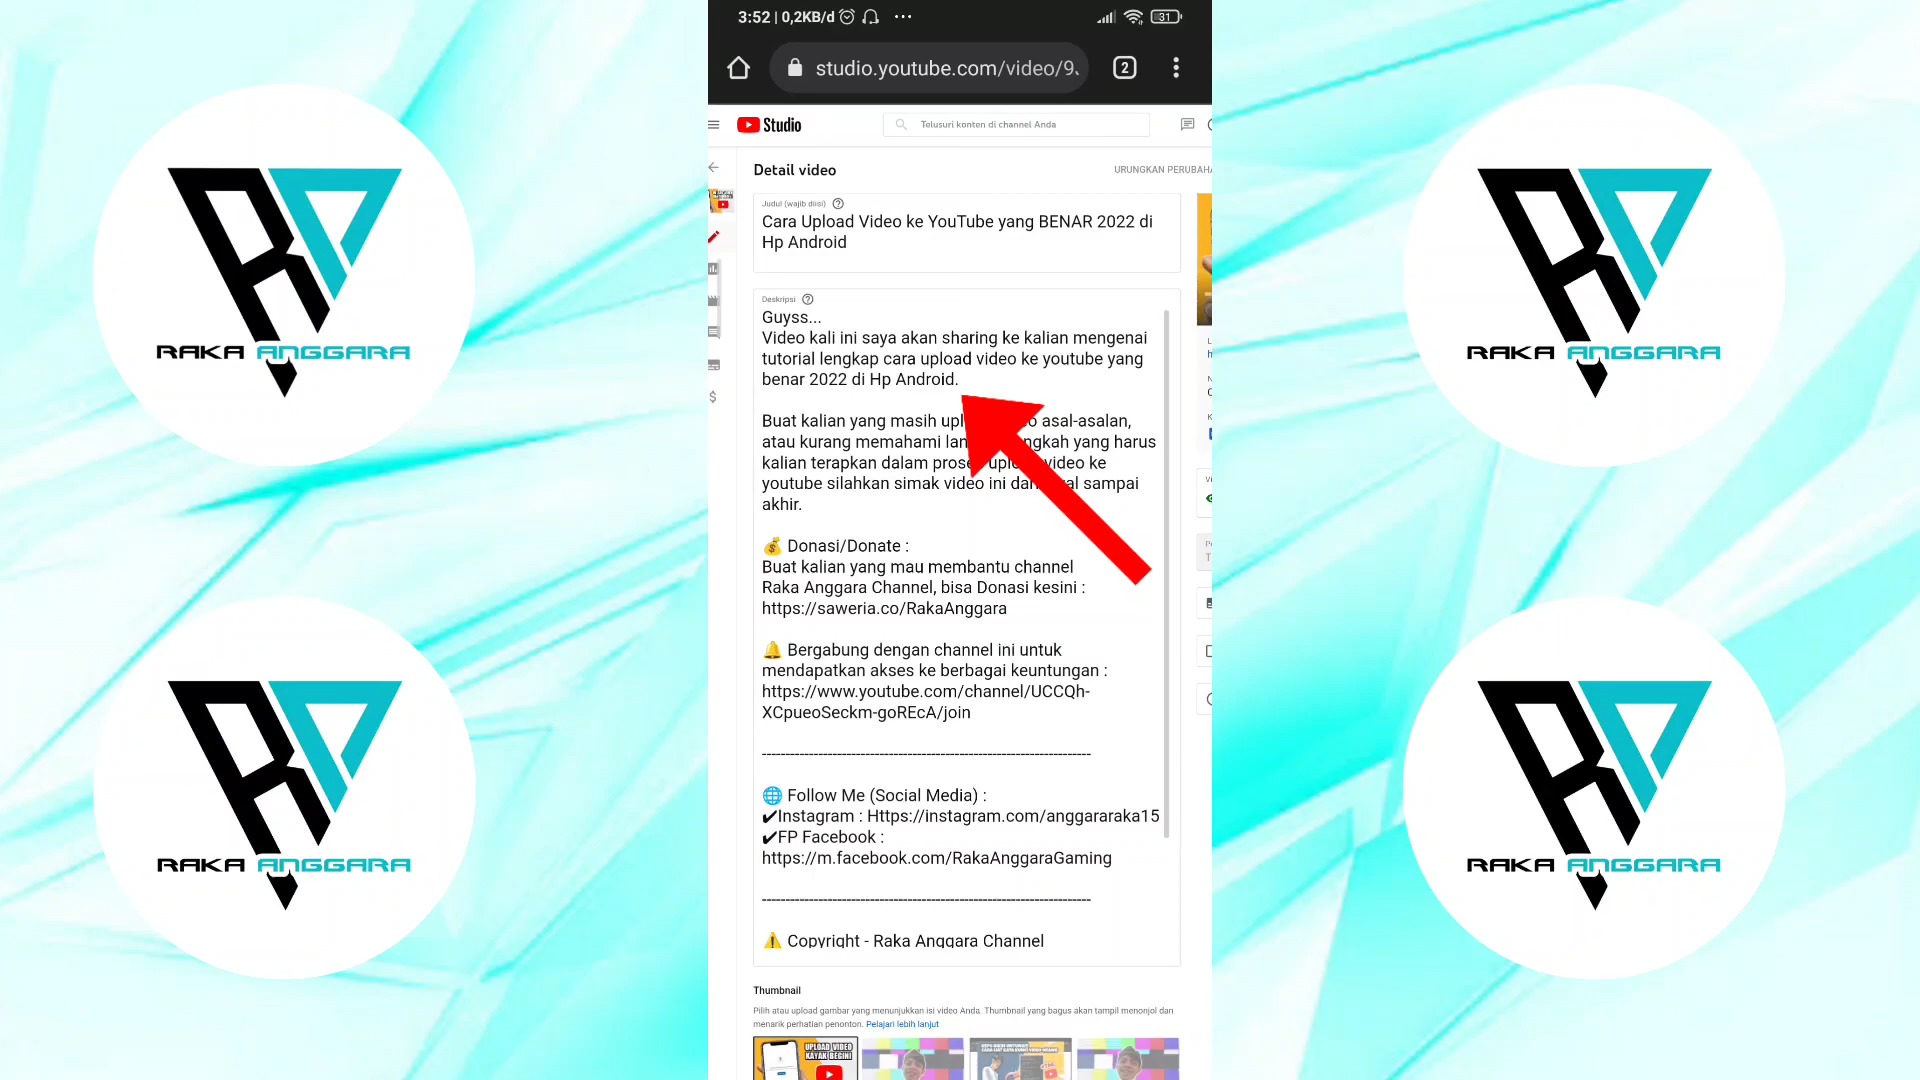 3:52 | 0,2KB/d
31
studio.youtube.com/video/9
2
Studio
Telusuri konten di channel Anda
Detail video
URUNGKAN PERUBAHA
Judul (wajib diisi)
Cara Upload Video ke YouTube yang BENAR 2022 di
Hp Android
Deskripsi
Guyss...
Video kali ini saya akan sharing ke kalian mengenai
tutorial lengkap cara upload video ke youtube yang
benar 2022 di Hp Android.
Buat kalian yang masih asal-asalan,
atau kurang memahami yang harus
kalian terapkan dalam video ke
youtube silahkan simak video ini sampai
akhir.
💰 Donasi/Donate :
Buat kalian yang mau membantu channel
Raka Anggara Channel, bisa Donasi kesini :
https://saweria.co/RakaAnggara
🔔 Bergabung dengan channel ini untuk
mendapatkan akses ke berbagai keuntungan :
https://www.youtube.com/channel/UCCQh-
XCpueoSeckm-goREcA/join
-----------------------------------------------------------------------
🌐 Follow Me (Social Media) :
✔Instagram : Https://instagram.com/anggararaka15
✔FP Facebook :
https://m.facebook.com/RakaAnggaraGaming
-----------------------------------------------------------------------
⚠️ Copyright - Raka Anggara Channel
Thumbnail
Pilih atau upload gambar yang menunjukkan isi video Anda. Thumbnail yang bagus akan tampil menonjol dan
menarik perhatian penonton. Pelajari lebih lanjut
UPLOAD VIDEO
KAYAK BEGINI
RAKA ANGGARA
RAKA ANGGARA
RAKA ANGGARA
RAKA ANGGARA